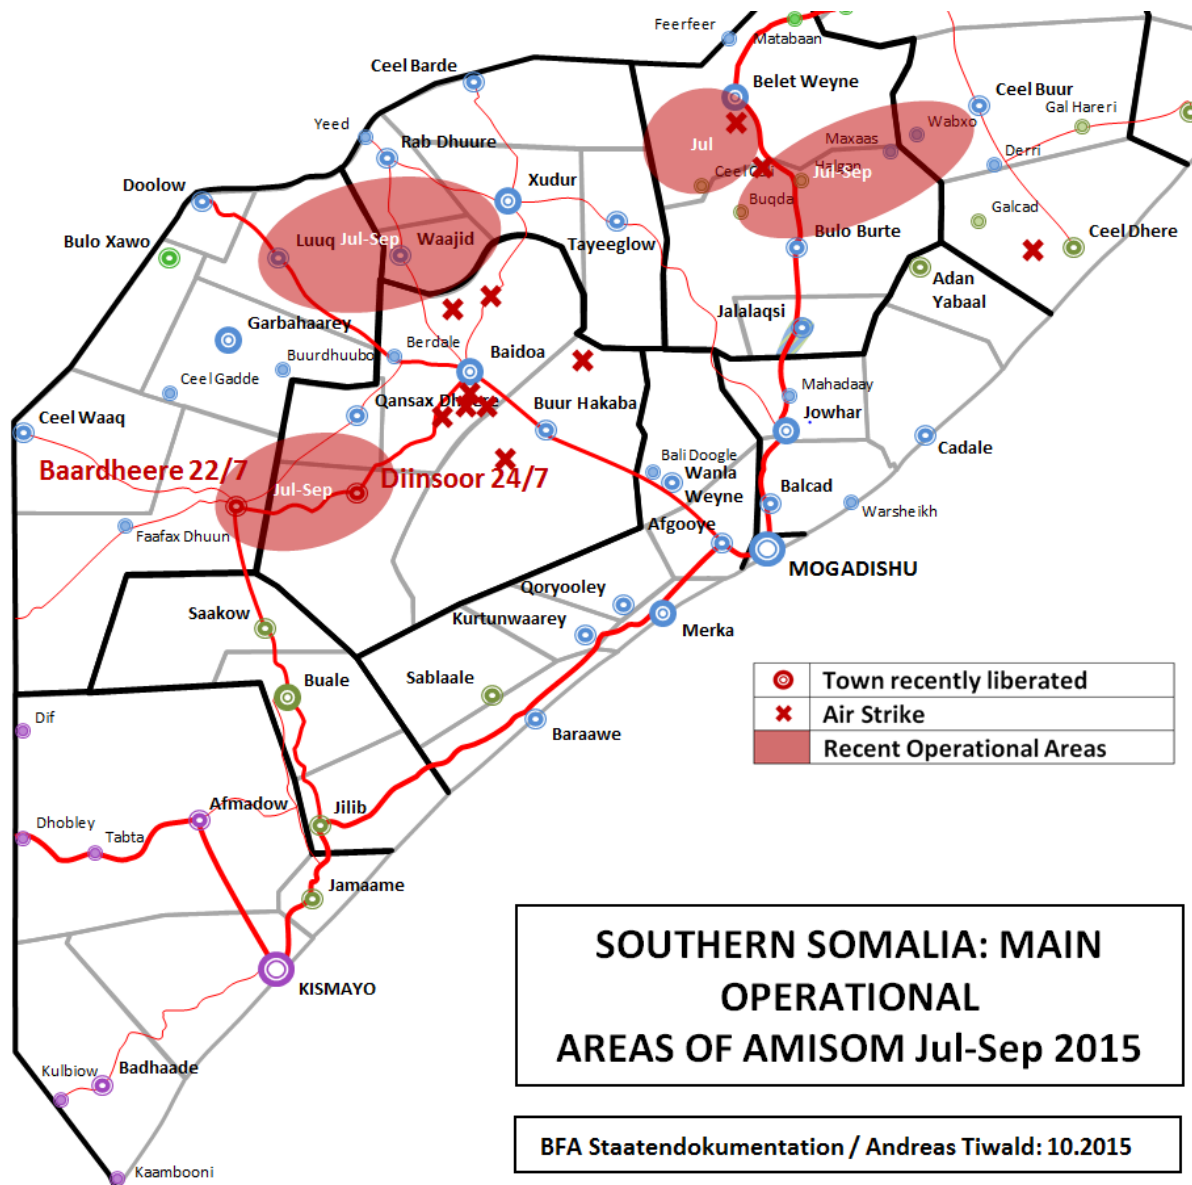 Feerfeer
Matabaan
Ceel Barde
Belet Weyne
Ceel Buur
Gal Hareri
Yeed
Rab Dhuure
Jul
Maxaas
Wabxo
Derri
Doolow
Xudur
Halgan
Jul-Sep
Buqda
Galcad
Bulo Xawo
Luuq
Jul-Sep
Waajid
Tayeeglow
Bulo Burte
Ceel Dhere
Adan
Yabaal
Garbahaarey
Berdale
Jalalaqsi
Buurdhuubo
Baidoa
Ceel Gadde
Mahadaay
Ceel Waaq
Qansax Dheere
Buur Hakaba
Jowhar
Cadale
Baardheere 22/7
Jul-Sep
Diinsoor 24/7
Bali Doogle
Wanla
Weyne
Balcad
Warsheikh
Faafax Dhuun
Afgooye
MOGADISHU
Saakow
Qoryooley
Kurtunwaarey
Merka
Buale
Sablaale
Baraawe
Dif
Town recently liberated
Air Strike
Recent Operational Areas
Afmadow
Jilib
Dhobley
Tabta
Jamaame
KISMAYO
Kulbiow
Badhaade
Kaambooni
SOUTHERN SOMALIA: MAIN
OPERATIONAL
AREAS OF AMISOM Jul-Sep 2015
BFA Staatendokumentation / Andreas Tiwald: 10.2015